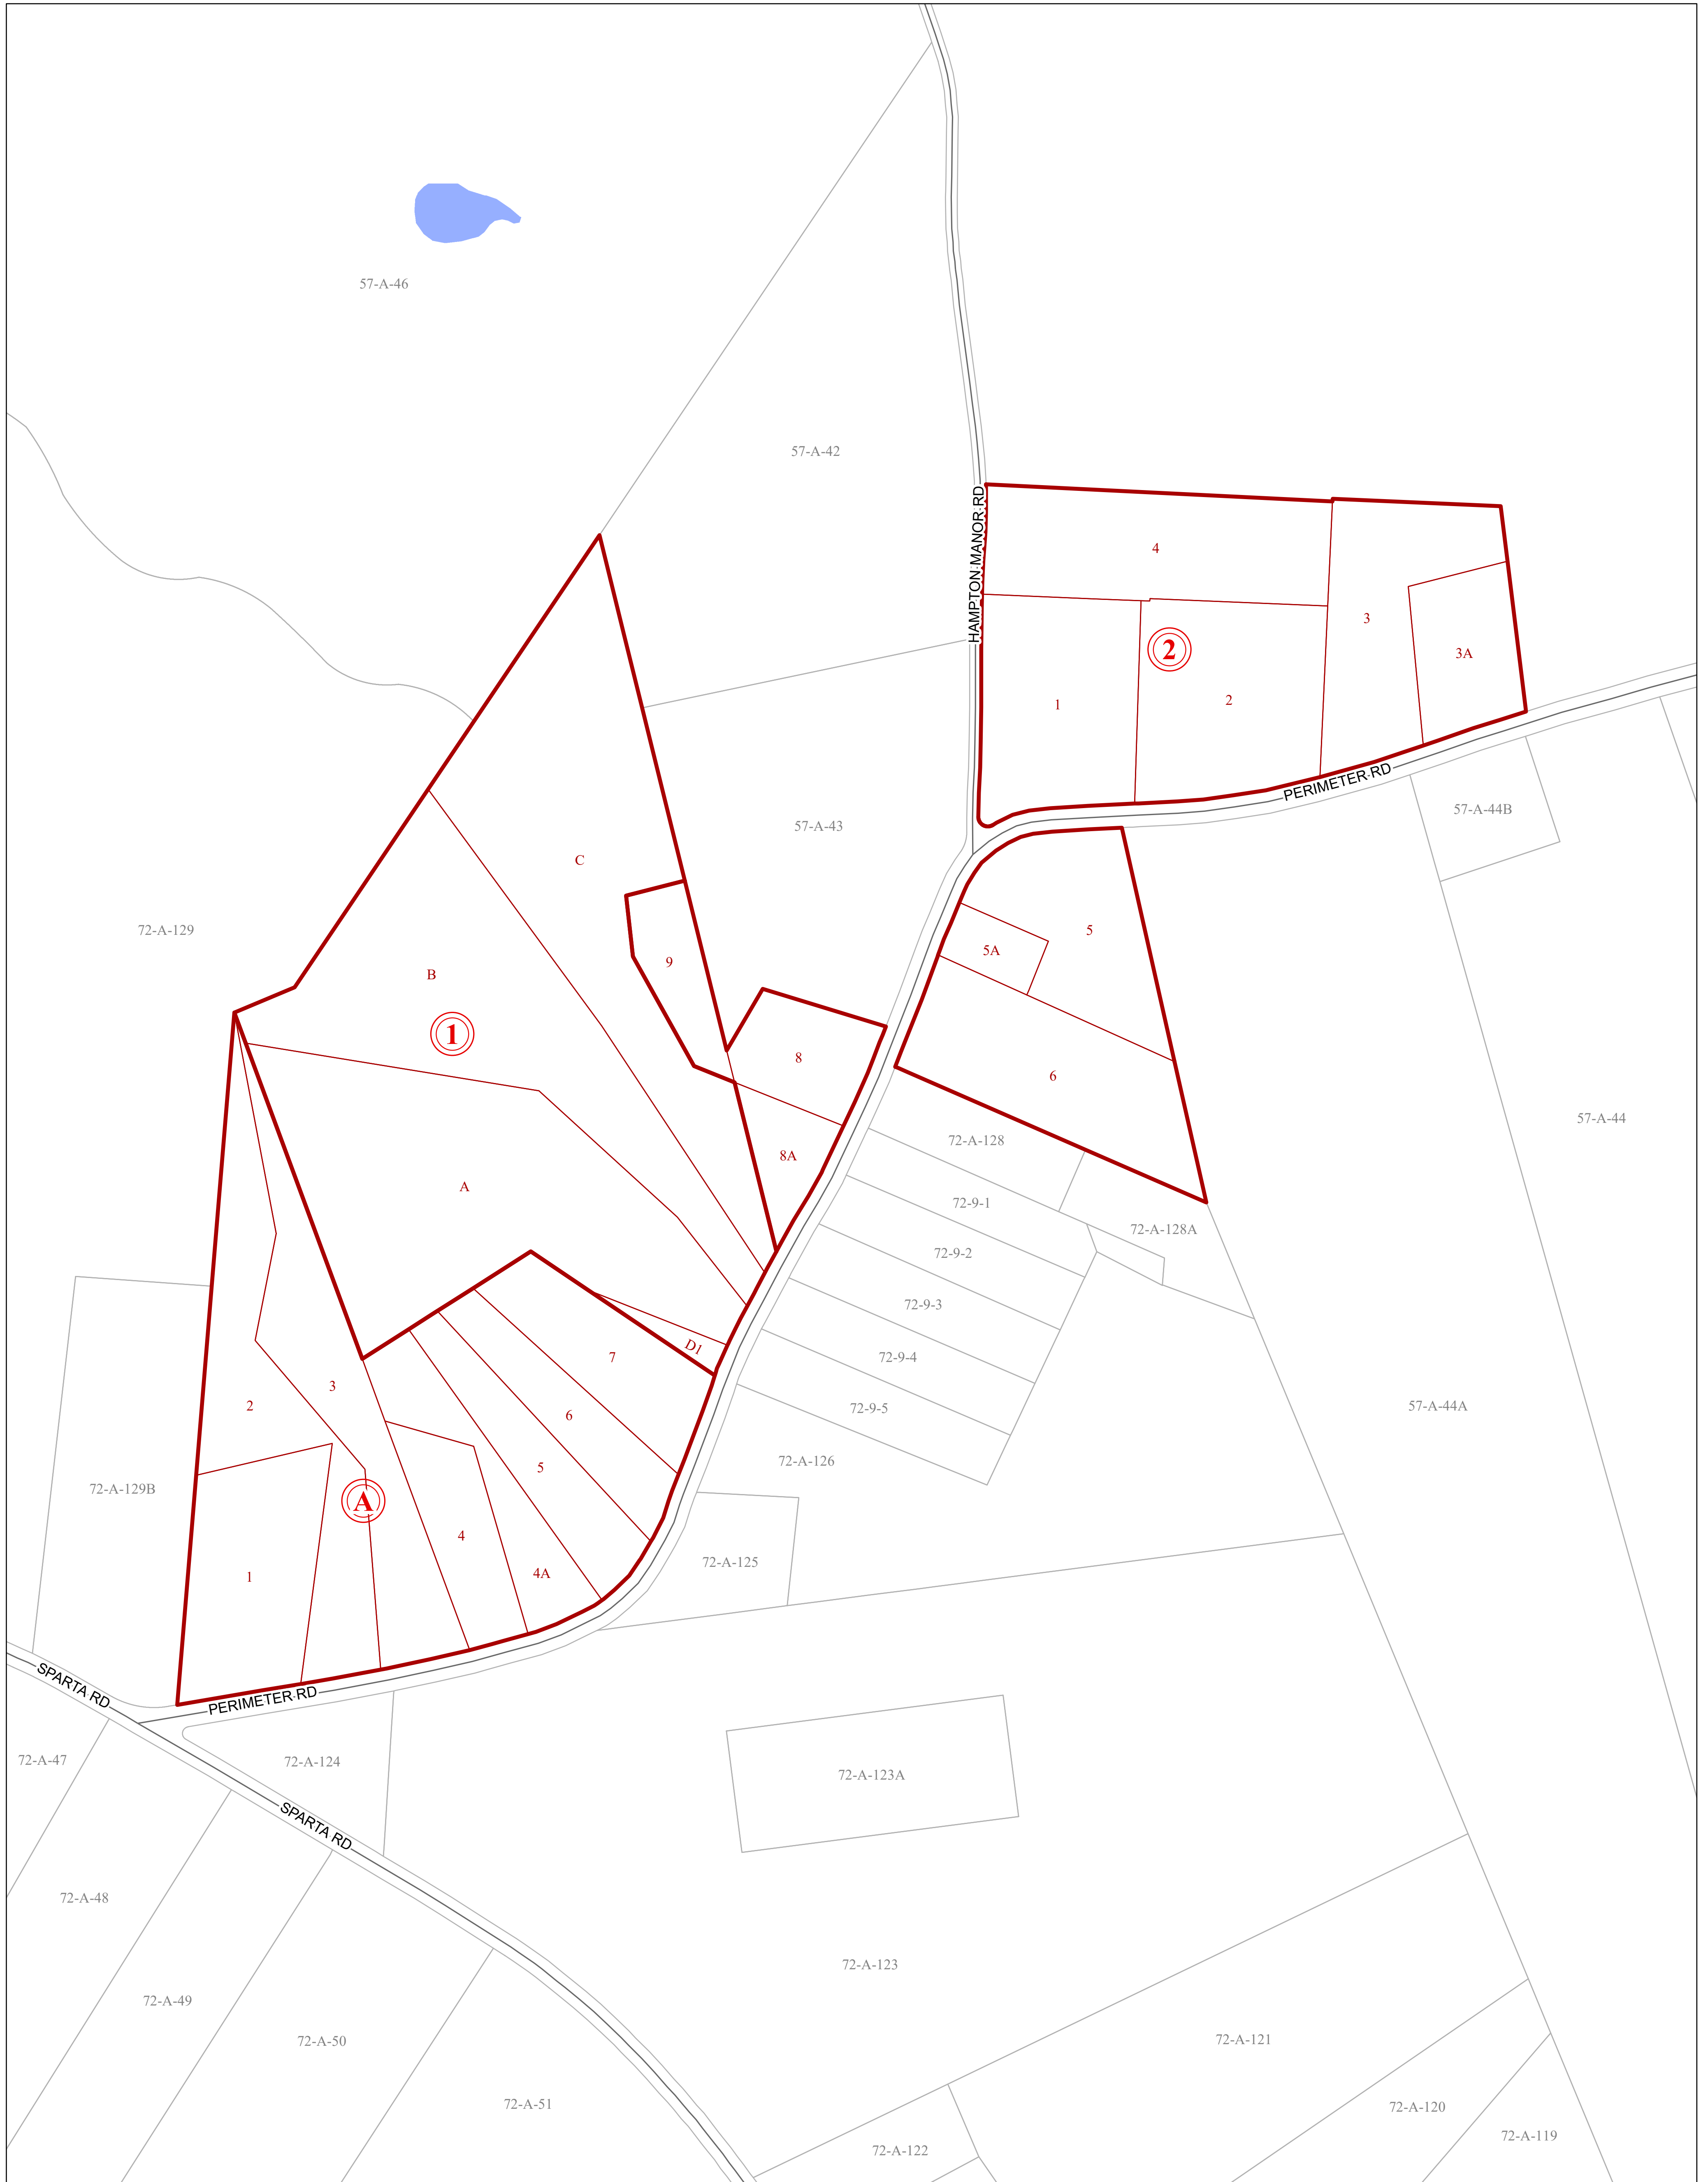 57-A-46
57-A-42
HAMPTON MANOR RD
4
3
2
3A
1
2
PERIMETER RD
57-A-44B
57-A-43
C
72-A-129
B
9
5
5A
1
8
6
57-A-44
72-A-128
8A
A
72-9-1
72-A-128A
72-9-2
72-9-3
D1
7
72-9-4
3
2
6
72-9-5
57-A-44A
5
72-A-126
72-A-129B
A
4
72-A-125
4A
1
SPARTA RD
PERIMETER RD
72-A-47
72-A-124
72-A-123A
SPARTA RD
72-A-48
72-A-123
72-A-49
72-A-50
72-A-121
72-A-51
72-A-120
72-A-119
72-A-122